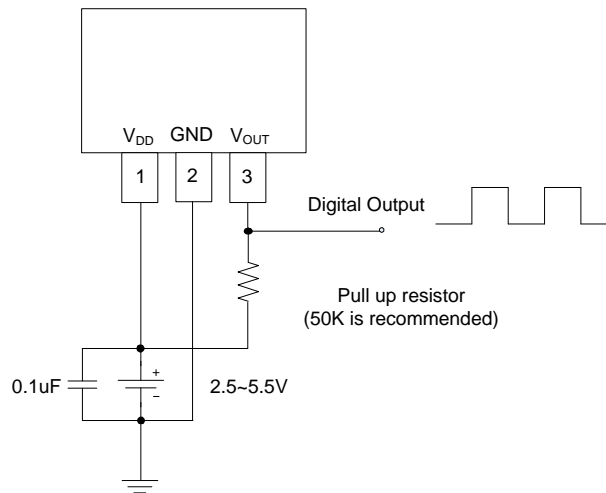 VDD GND VOUT
1 2 3
Digital Output
Pull up resistor
(50K is recommended)
+
0.1uF 2.5~5.5V
−